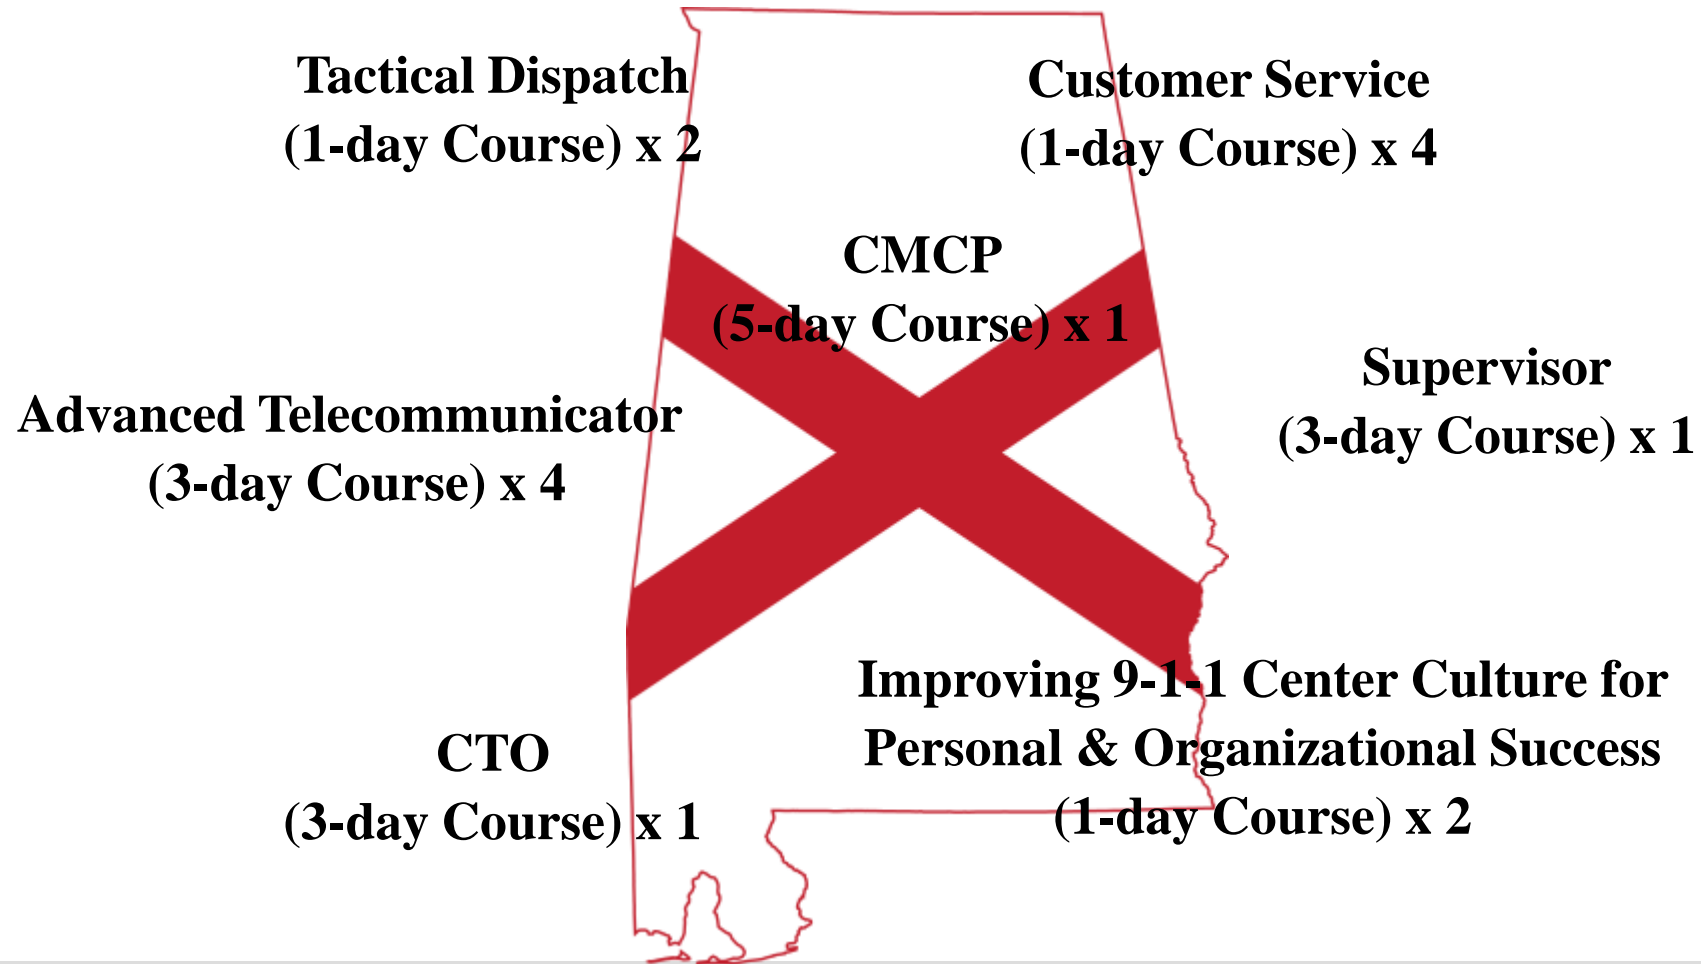 Tactical Dispatch
(1-day Course) x 2
Customer Service
(1-day Course) x 4
CMCP
(5-day Course) x 1
Advanced Telecommunicator
(3-day Course) x 4
Supervisor
(3-day Course) x 1
CTO
(3-day Course) x 1
Improving 9-1-1 Center Culture for
Personal & Organizational Success
(1-day Course) x 2